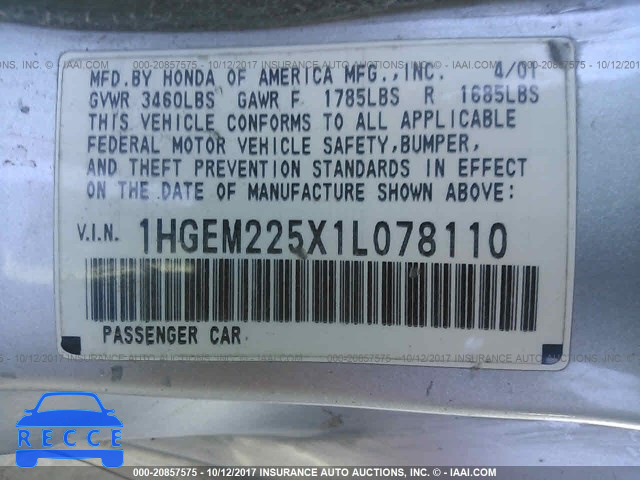 000-20857575 - 10/12/2017 INSURANCE AUTO AUCTIONS, INC. - IAAI.COM
MFD.BY HONDA OF AMERICA MFG.,INC. 4/01
GVWR 3460LBS GAWR F 1785LBS R 1685LBS
THIS VEHICLE CONFORMS TO ALL APPLICABLE
FEDERAL MOTOR VEHICLE SAFETY,BUMPER,
AND THEFT PREVENTION STANDARDS IN EFFECT
ON THE DATE OF MANUFACTURE SHOWN ABOVE:
V.I.N. 1HGEM225X1L078110
PASSENGER CAR
RECCE
000-20857575 - 10/12/2017 INSURANCE AUTO AUCTIONS, INC. - IAAI.COM